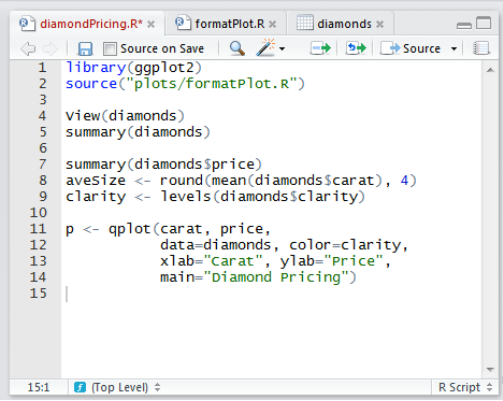 diamondPricing.R* formatPlot.R diamonds
Source on Save Source
1 library(ggplot2)
2 source("plots/formatPlot.R")
3
4 View(diamonds)
5 summary(diamonds)
6
7 summary(diamonds$price)
8 aveSize <- round(mean(diamonds$carat), 4)
9 clarity <- levels(diamonds$clarity)
10
11 p <- qplot(carat, price,
12 data=diamonds, color=clarity,
13 xlab="Carat", ylab="Price",
14 main="Diamond Pricing")
15
15:1 f (Top Level) R Script